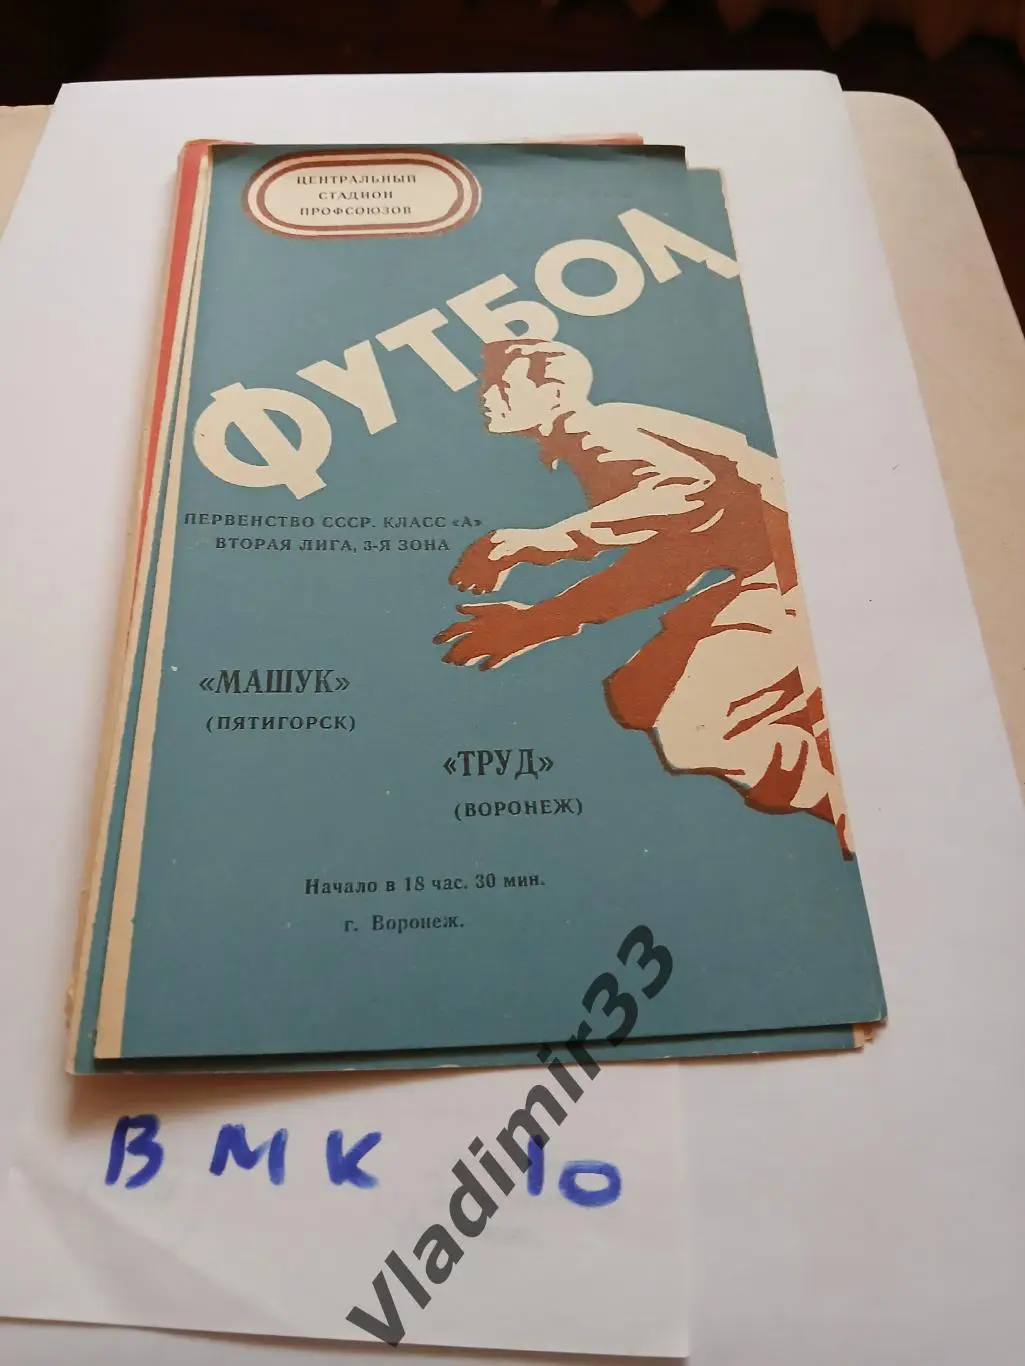 ЦЕНТРАЛЬНЫЙ
СТАДИОН
ПРОФСОЮЗОВ
ФУТБОЛ
ПЕРВЕНСТВО СССР. КЛАСС «А»
ВТОРАЯ ЛИГА, 3-Я ЗОНА
«МАШУК»
(ПЯТИГОРСК)
«ТРУД»
(ВОРОНЕЖ)
Начало в 18 час. 30 мин.
г. Воронеж.
ВМК 10
Vladimir33